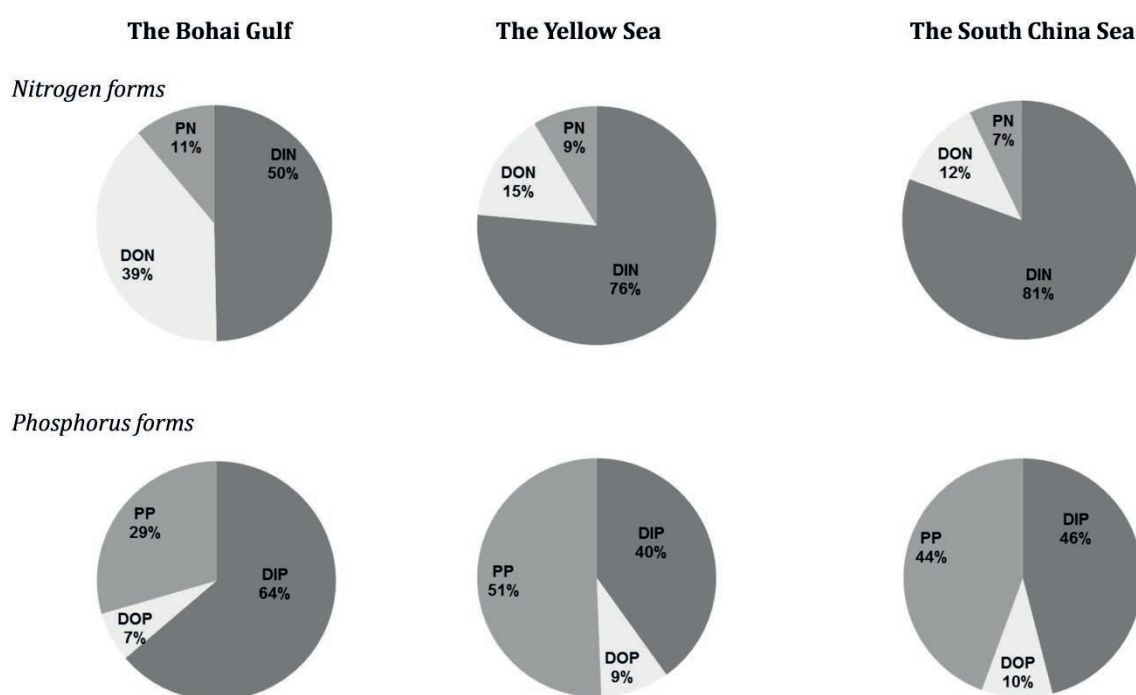 The Bohai Gulf
The Yellow Sea
The South China Sea
Nitrogen forms
PN
11%
DIN
50%
DON
39%
PN
9%
DON
15%
DIN
76%
PN
7%
DON
12%
DIN
81%
Phosphorus forms
PP
29%
DIP
64%
DOP
7%
DIP
40%
PP
51%
DOP
9%
DIP
46%
PP
44%
DOP
10%